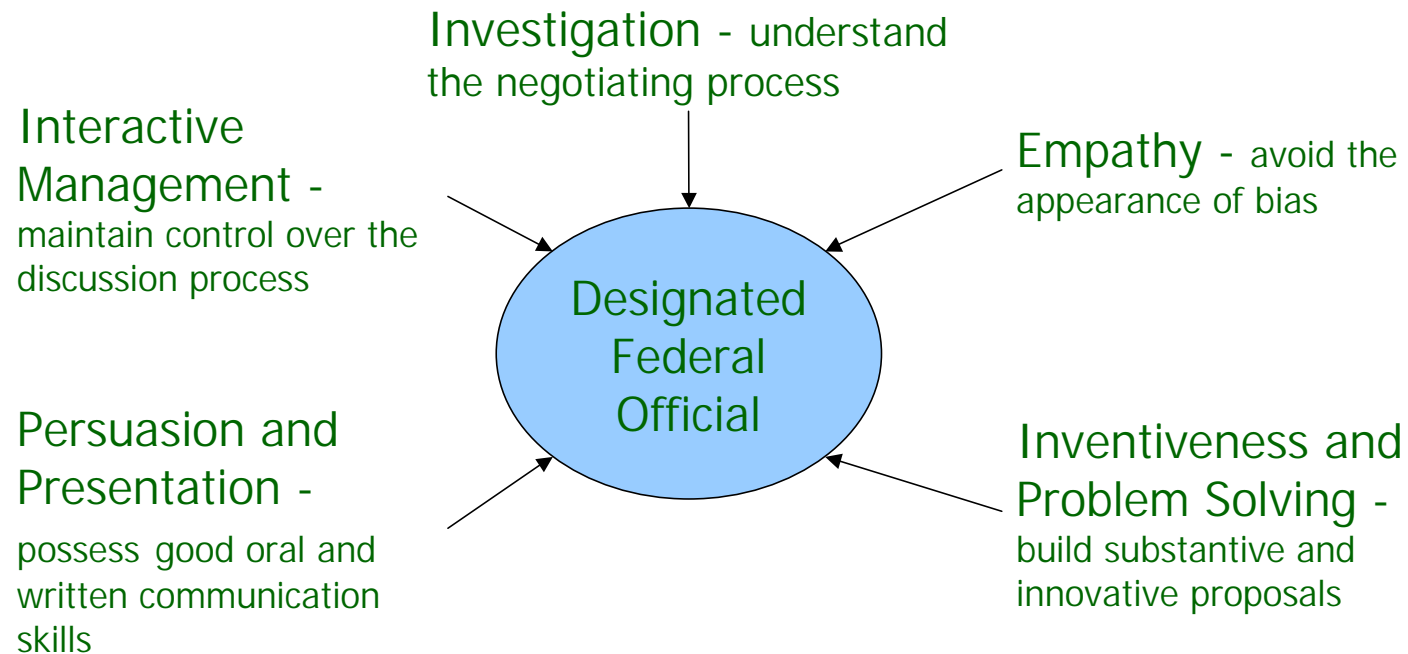 Investigation - understand
the negotiating process
Interactive
Management -
maintain control over the
discussion process
Empathy - avoid the
appearance of bias
Designated
Federal
Official
Persuasion and
Presentation -
possess good oral and
written communication
skills
Inventiveness and
Problem Solving -
build substantive and
innovative proposals